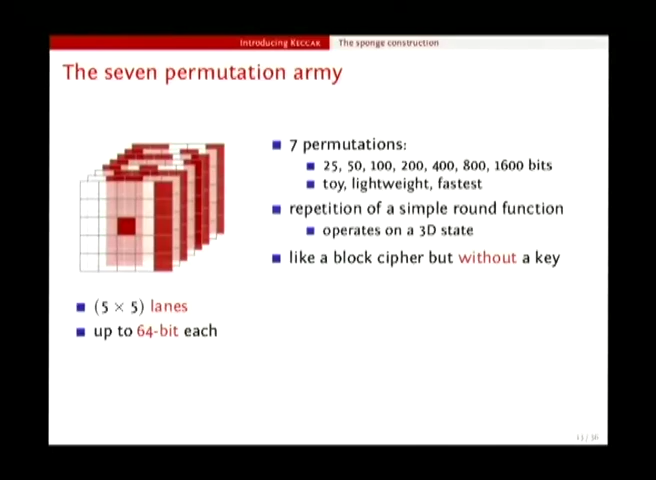 Introducing KECCAK The sponge construction
The seven permutation army
7 permutations:
25, 50, 100, 200, 400, 800, 1600 bits
toy, lightweight, fastest
repetition of a simple round function
operates on a 3D state
like a block cipher but without a key
(5 × 5) lanes
up to 64-bit each
13 / 36